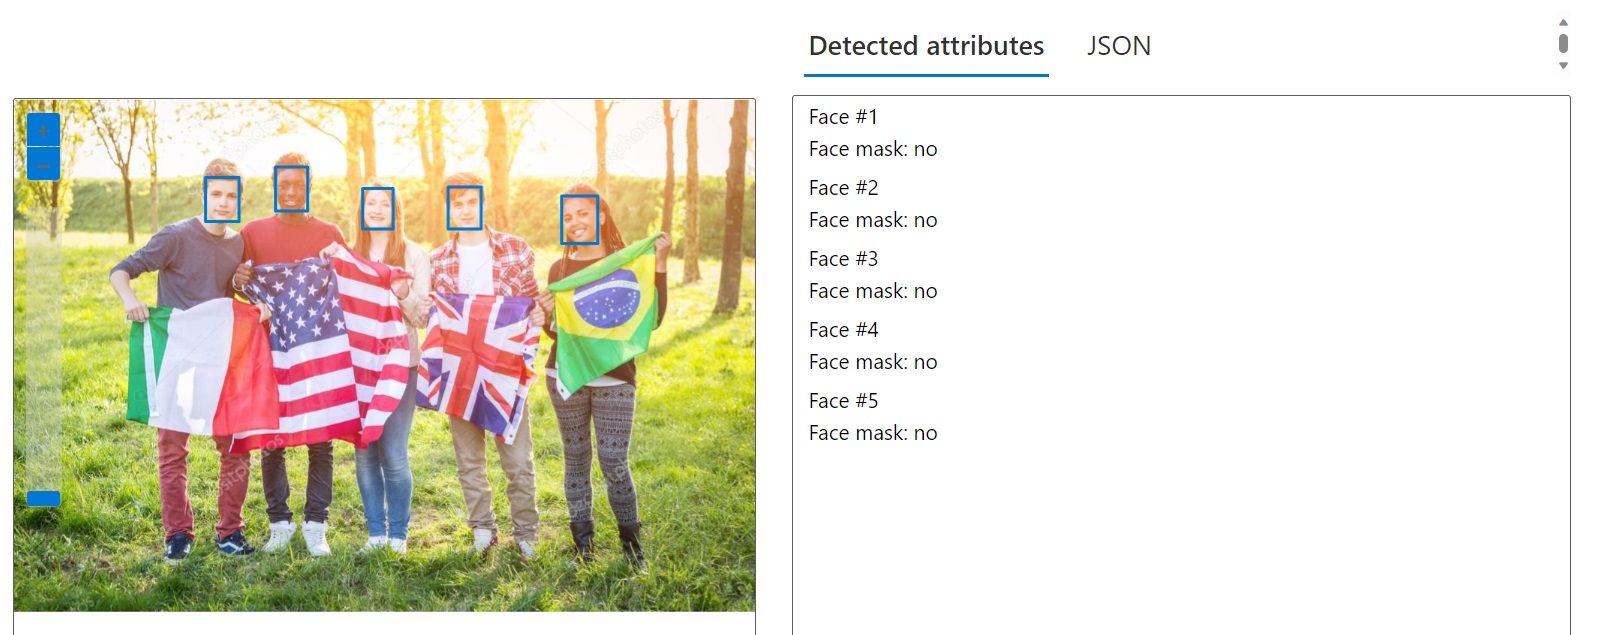 Detected attributes
JSON
Face #1
Face mask: no
Face #2
Face mask: no
Face #3
Face mask: no
Face #4
Face mask: no
Face #5
Face mask: no